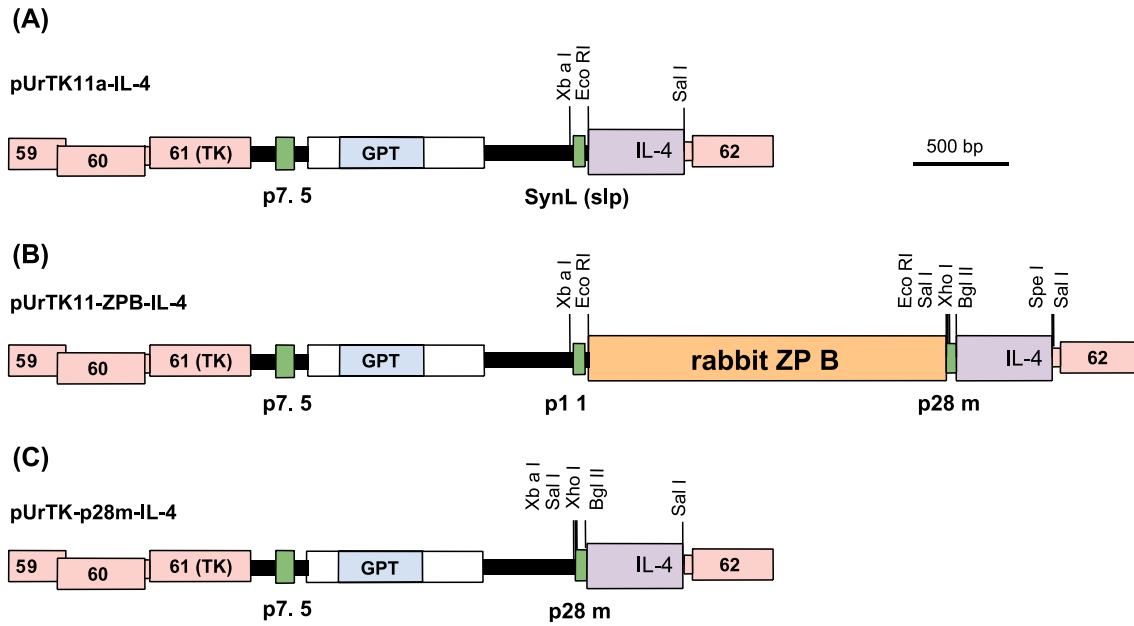 (A)
pUrTK11a-IL-4
Xb a I
Eco RI
Sal I
59
60
61 (TK)
GPT
IL-4
62
500 bp
p7. 5
SynL (slp)
(B)
pUrTK11-ZPB-IL-4
Xb a I
Eco RI
Eco RI
Sal I
Xho I
Bgl II
Spe I
Sal I
59
60
61 (TK)
GPT
rabbit ZP B
IL-4
62
p7. 5
p1 1
p28 m
(C)
pUrTK-p28m-IL-4
Xb a I
Sal I
Xho I
Bgl II
Sal I
59
60
61 (TK)
GPT
IL-4
62
p7. 5
p28 m